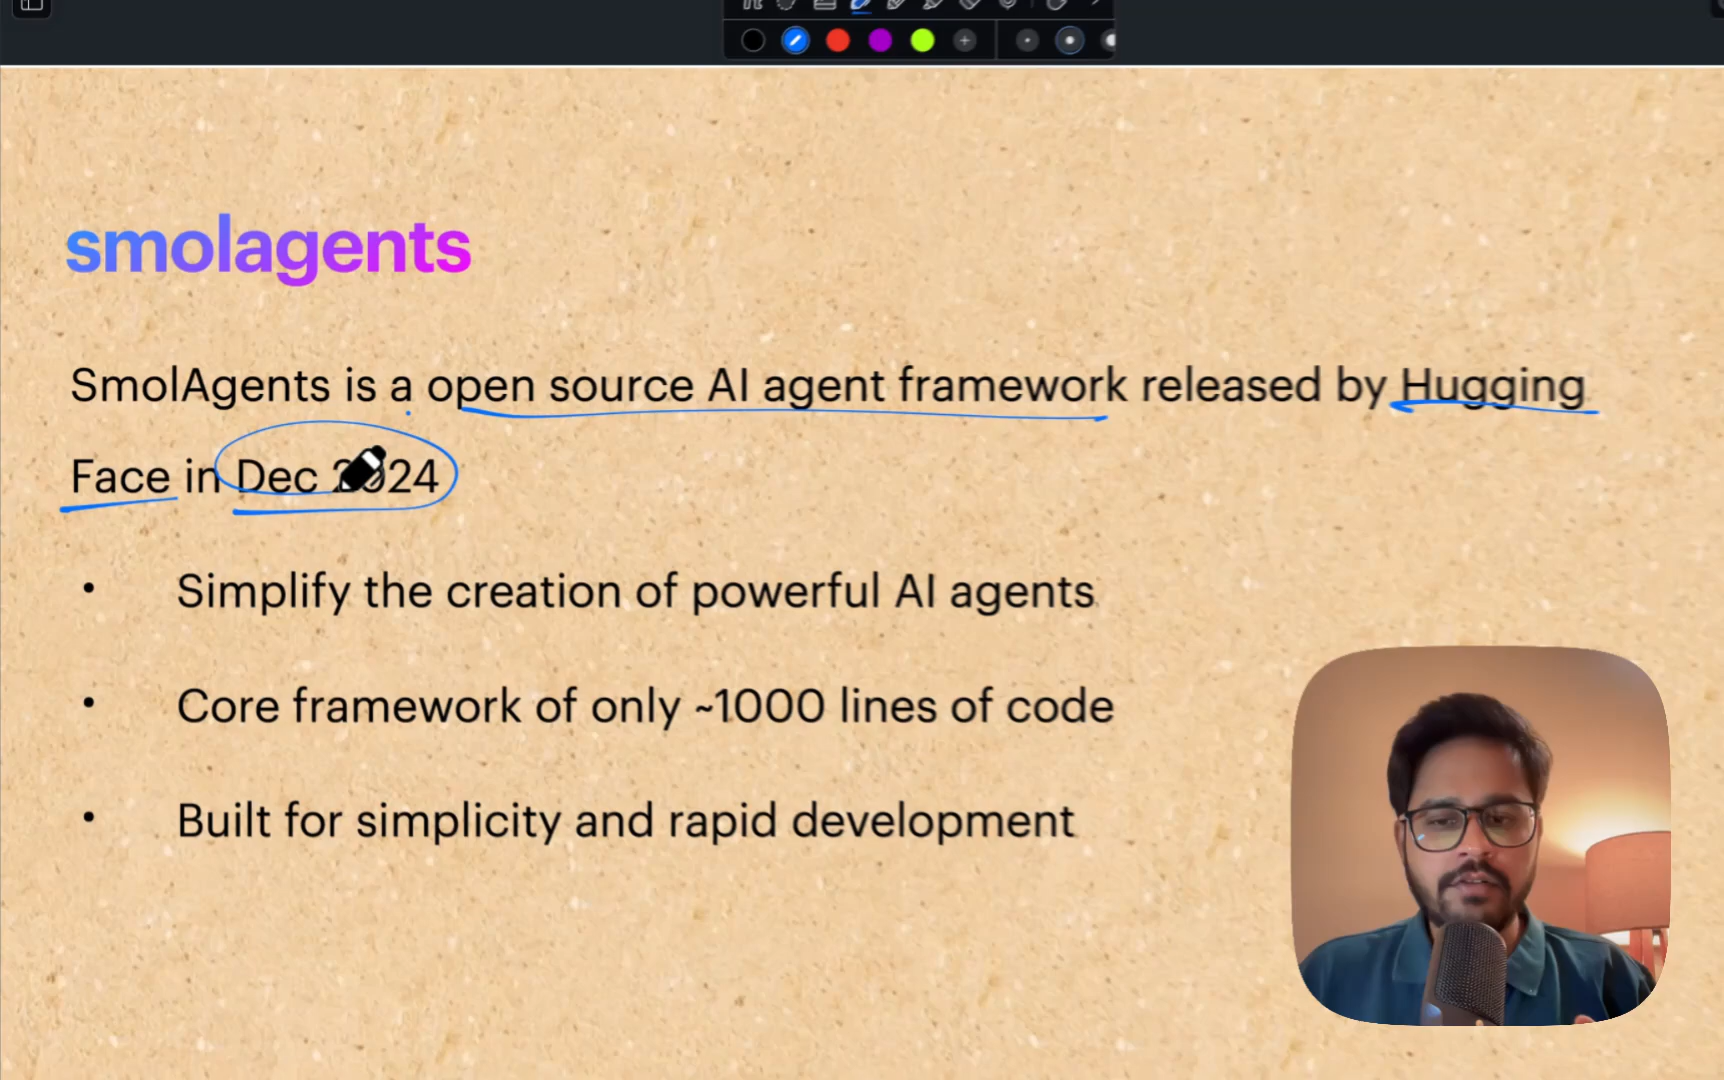 smolagents
SmolAgents is a open source AI agent framework released by Hugging
Face in Dec 2024
• Simplify the creation of powerful AI agents
• Core framework of only ~1000 lines of code
• Built for simplicity and rapid development